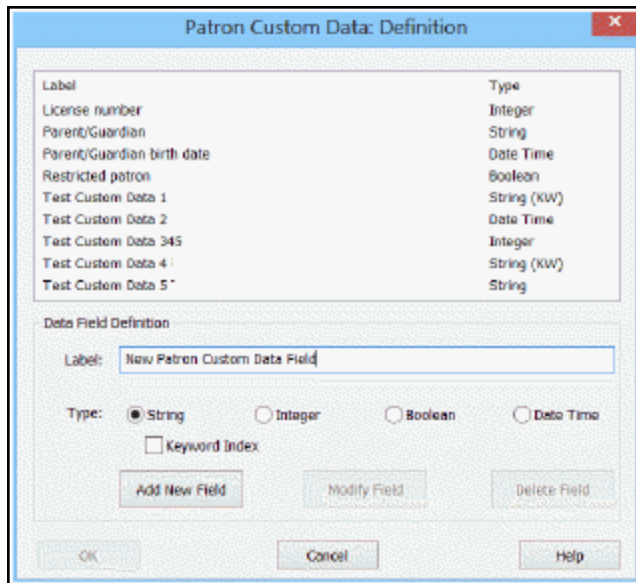 Patron Custom Data: Definition
Label Type
License number Integer
Parent/Guardian String
Parent/Guardian birth date Date Time
Restricted patron Boolean
Test Custom Data 1 String (KW)
Test Custom Data 2 Date Time
Test Custom Data 345 Integer
Test Custom Data 4 String (KW)
Test Custom Data 5 String
Data Field Definition
Label: New Patron Custom Data Field
Type: String Integer Boolean Date Time
Keyword Index
Add New Field Modify Field Delete Field
OK Cancel Help